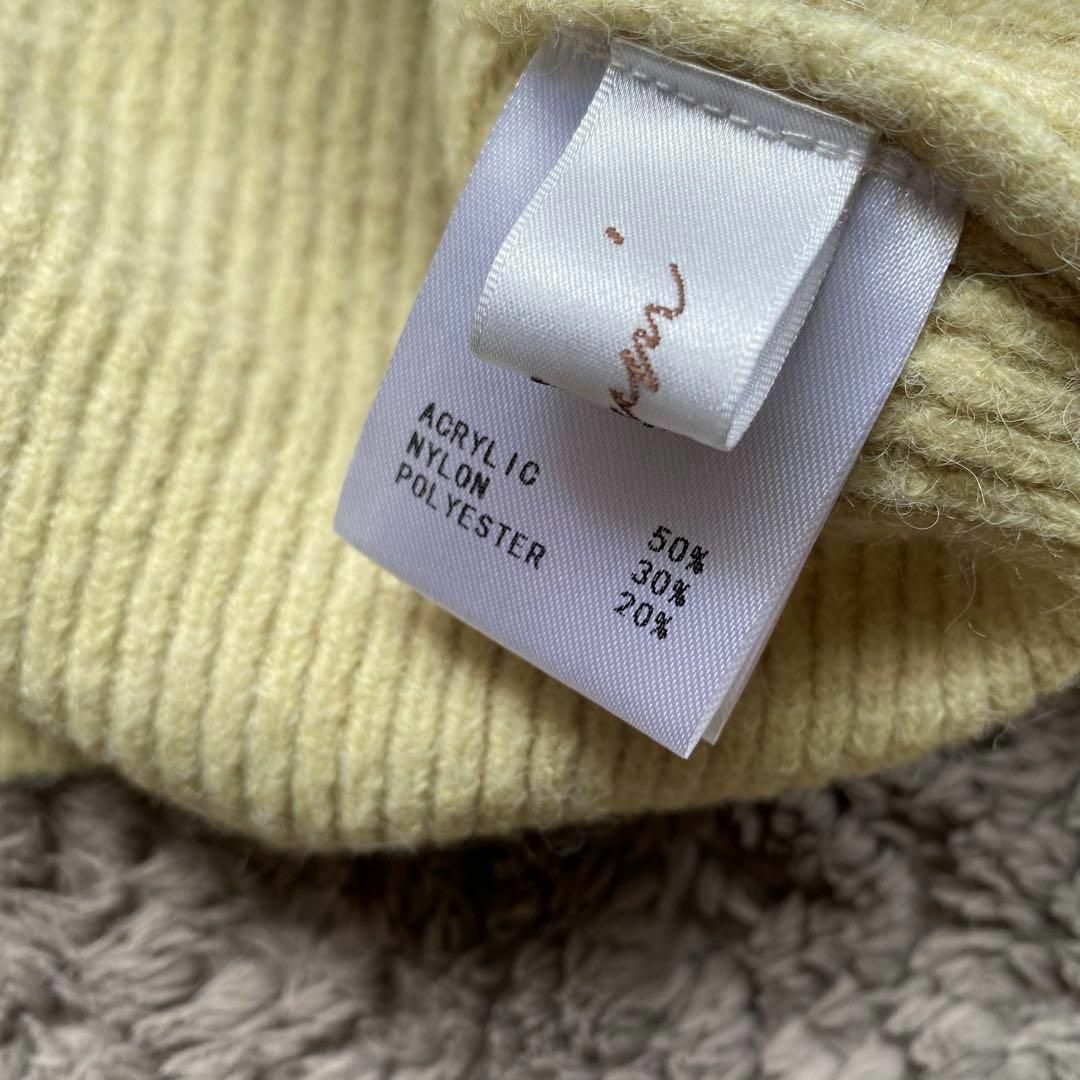 ACRYLIC 50%
NYLON 30%
POLYESTER 20%